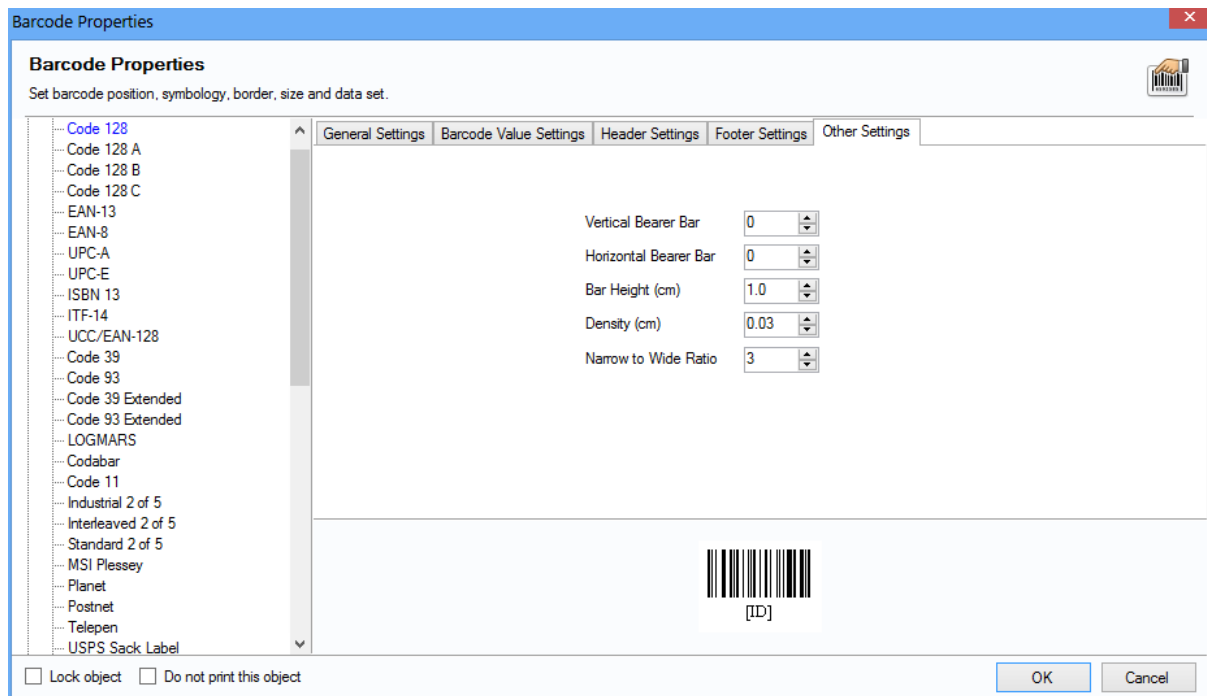 Barcode Properties
Barcode Properties
Set barcode position, symbology, border, size and data set.
Code 128
Code 128 A
Code 128 B
Code 128 C
EAN-13
EAN-8
UPC-A
UPC-E
ISBN 13
ITF-14
UCC/EAN-128
Code 39
Code 93
Code 39 Extended
Code 93 Extended
LOGMARS
Codabar
Code 11
Industrial 2 of 5
Interleaved 2 of 5
Standard 2 of 5
MSI Plessey
Planet
Postnet
Telepen
USPS Sack Label
General Settings Barcode Value Settings Header Settings Footer Settings Other Settings
Vertical Bearer Bar 0
Horizontal Bearer Bar 0
Bar Height (cm) 1.0
Density (cm) 0.03
Narrow to Wide Ratio 3
[ID]
Lock object Do not print this object OK Cancel